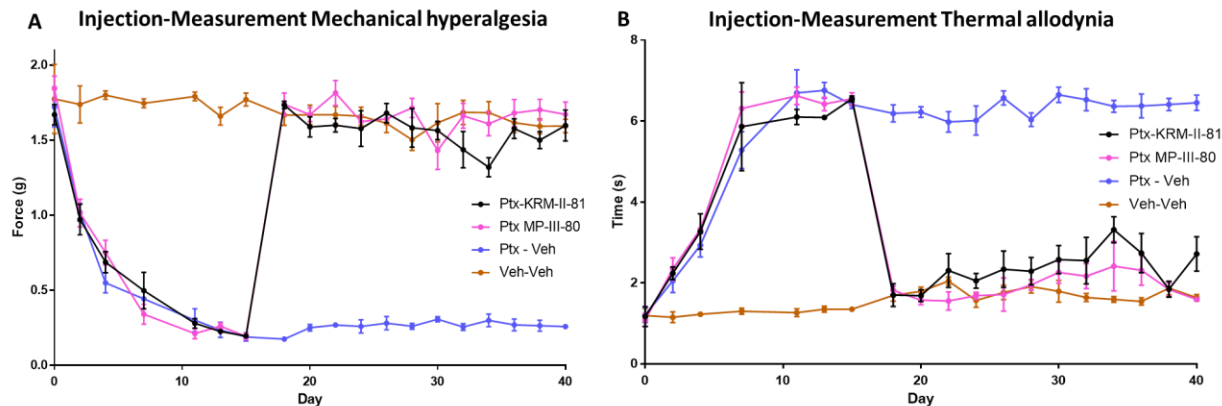 A
Injection-Measurement Mechanical hyperalgesia
2.0
1.5
1.0
0.5
0.0
Force (g)
0
10
20
30
40
Day
Ptx-KRM-II-81
Ptx MP-III-80
Ptx - Veh
Veh-Veh
B
Injection-Measurement Thermal allodynia
8
6
4
2
0
Time (s)
0
10
20
30
40
Day
Ptx-KRM-II-81
Ptx MP-III-80
Ptx - Veh
Veh-Veh